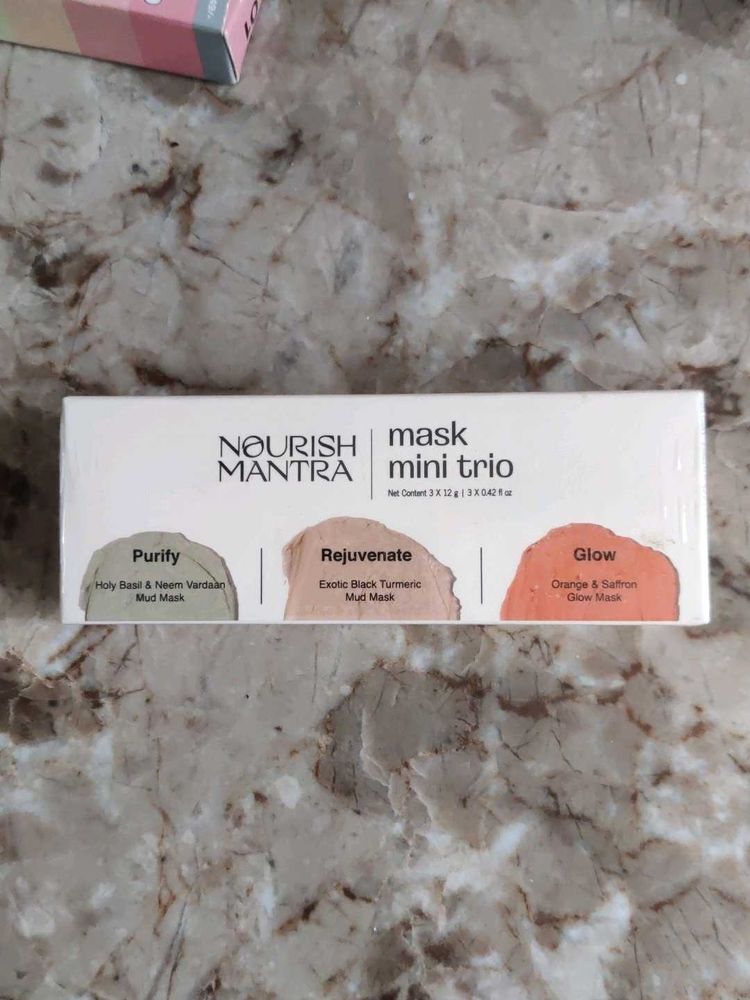 NOURISH
MANTRA
mask
mini trio
Net Content 3 X 12 g | 3 X 0.42 fl oz
Purify
Holy Basil & Neem Vardaan
Mud Mask
Rejuvenate
Exotic Black Turmeric
Mud Mask
Glow
Orange & Saffron
Glow Mask